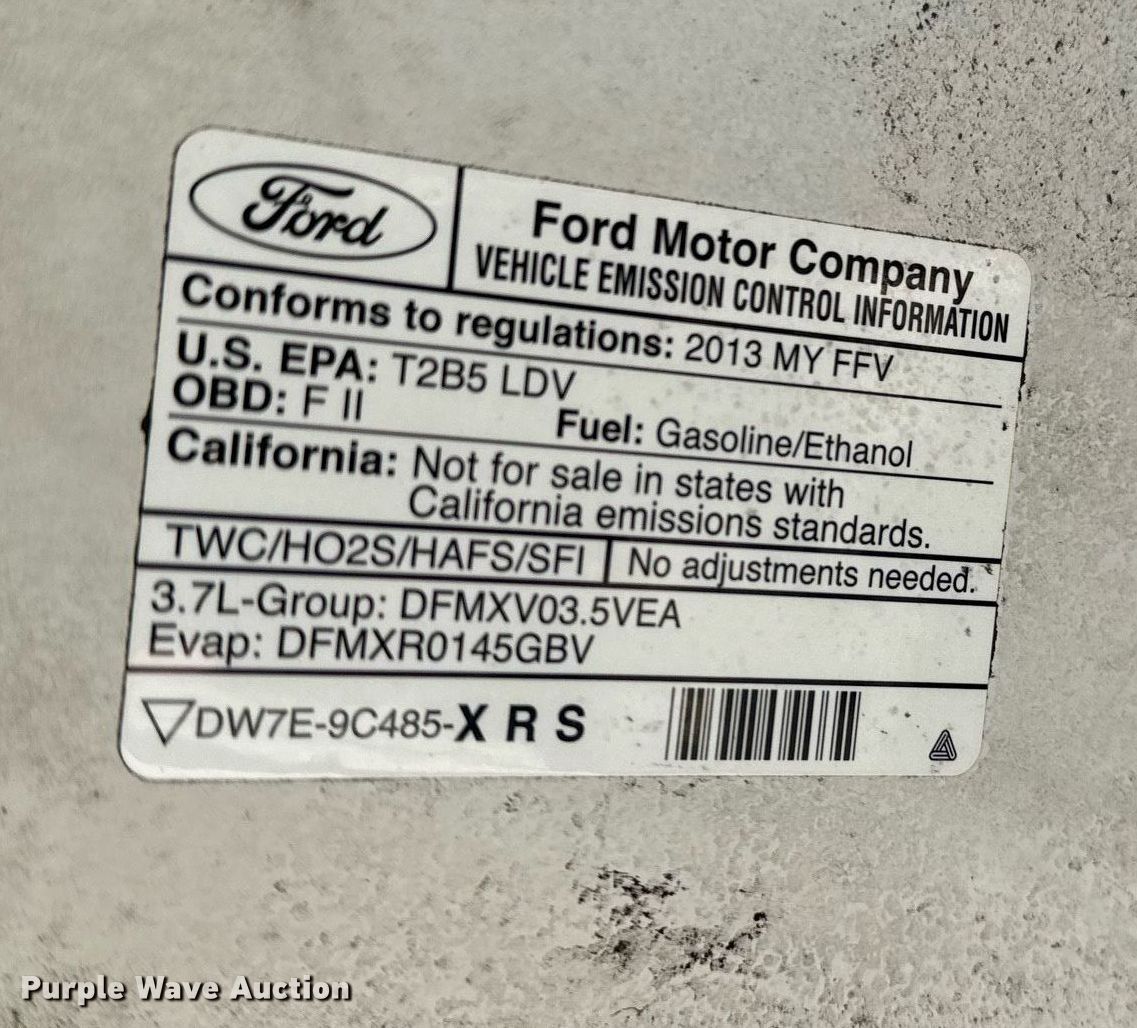 Ford
Ford Motor Company
VEHICLE EMISSION CONTROL INFORMATION
Conforms to regulations: 2013 MY FFV
U.S. EPA: T2B5 LDV
OBD: F II
Fuel: Gasoline/Ethanol
California: Not for sale in states with
California emissions standards.
TWC/HO2S/HAFS/SFI
No adjustments needed.
3.7L-Group: DFMXV03.5VEA
Evap: DFMXR0145GBV
DW7E-9C485-X R S
Purple Wave Auction